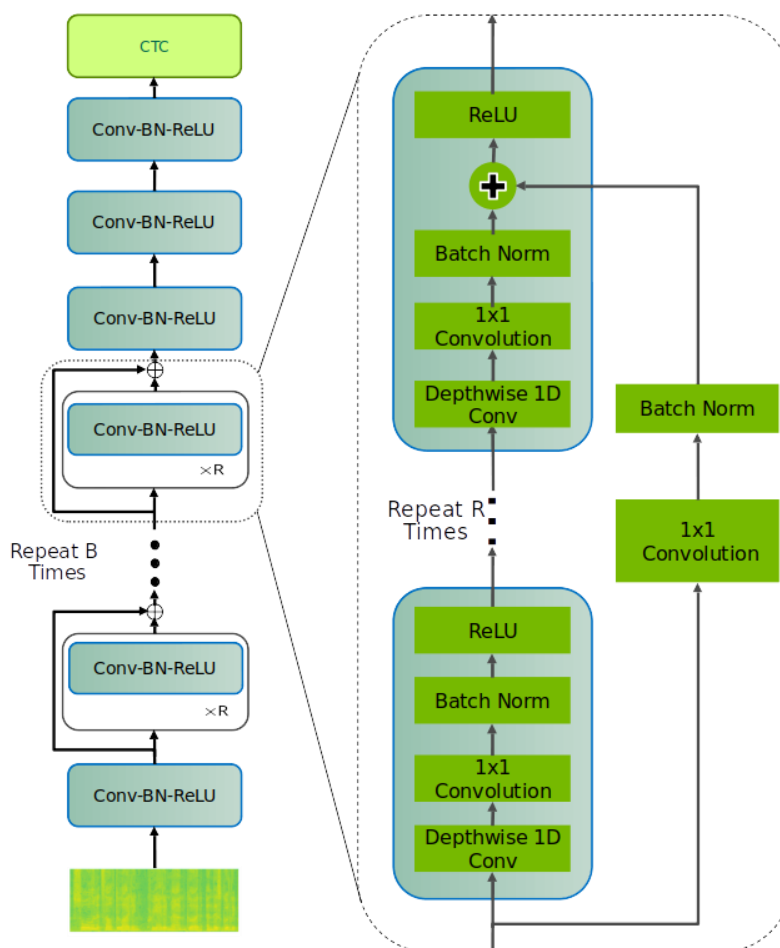 CTC
Conv-BN-ReLU
Conv-BN-ReLU
Conv-BN-ReLU
Conv-BN-ReLU
×R
Repeat B
Times
Conv-BN-ReLU
×R
Conv-BN-ReLU
ReLU
+
Batch Norm
1x1
Convolution
Depthwise 1D
Conv
Repeat R
Times
ReLU
Batch Norm
1x1
Convolution
Depthwise 1D
Conv
Batch Norm
1x1
Convolution